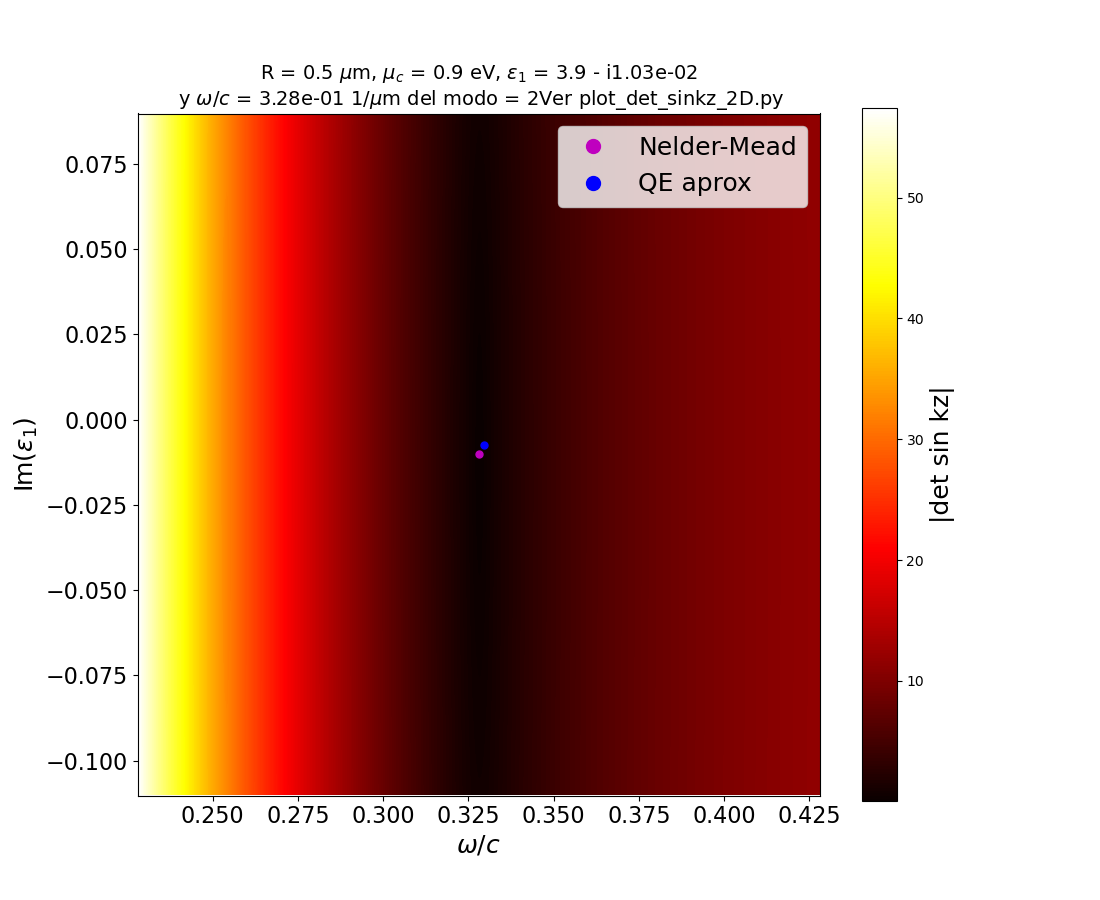 R = 0.5 μm, μ_c = 0.9 eV, ε₁ = 3.9 - i1.03e-02
y ω/c = 3.28e-01 1/μm del modo = 2Ver plot_det_sinkz_2D.py
Nelder-Mead
QE aprox
0.075
0.050
0.025
0.000
−0.025
−0.050
−0.075
−0.100
Im(ε₁)
0.250 0.275 0.300 0.325 0.350 0.375 0.400 0.425
ω/c
50
40
30
20
10
|det sin kz|